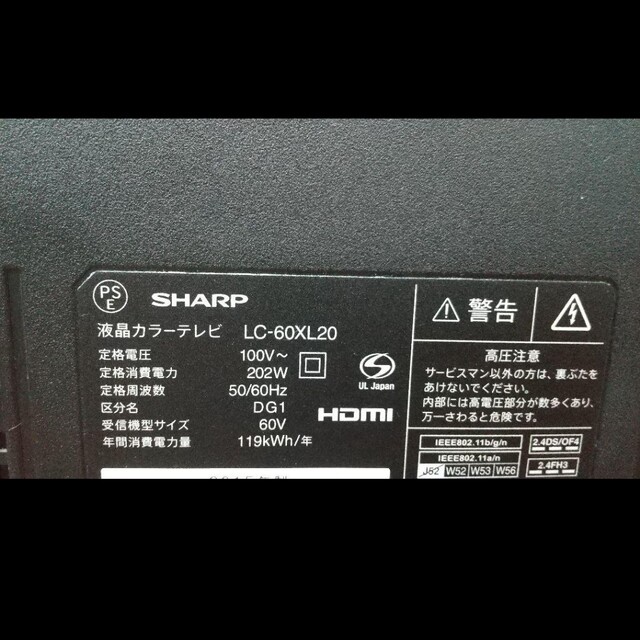 PS
E
SHARP
液晶カラーテレビ LC-60XL20
定格電圧 100V～
定格消費電力 202W
定格周波数 50/60Hz
区分名 DG1
受信機型サイズ 60V
年間消費電力量 119kWh/年
S
UL Japan
HDMI
警告
高圧注意
サービスマン以外の方は、裏ぶたを
あけないでください。
内部には高電圧部分が数多くあり、
万一さわると危険です。
IEEE802.11b/g/n
IEEE802.11a/n
J52 W52 W53 W56
2.4DS/OF4
2.4FH3